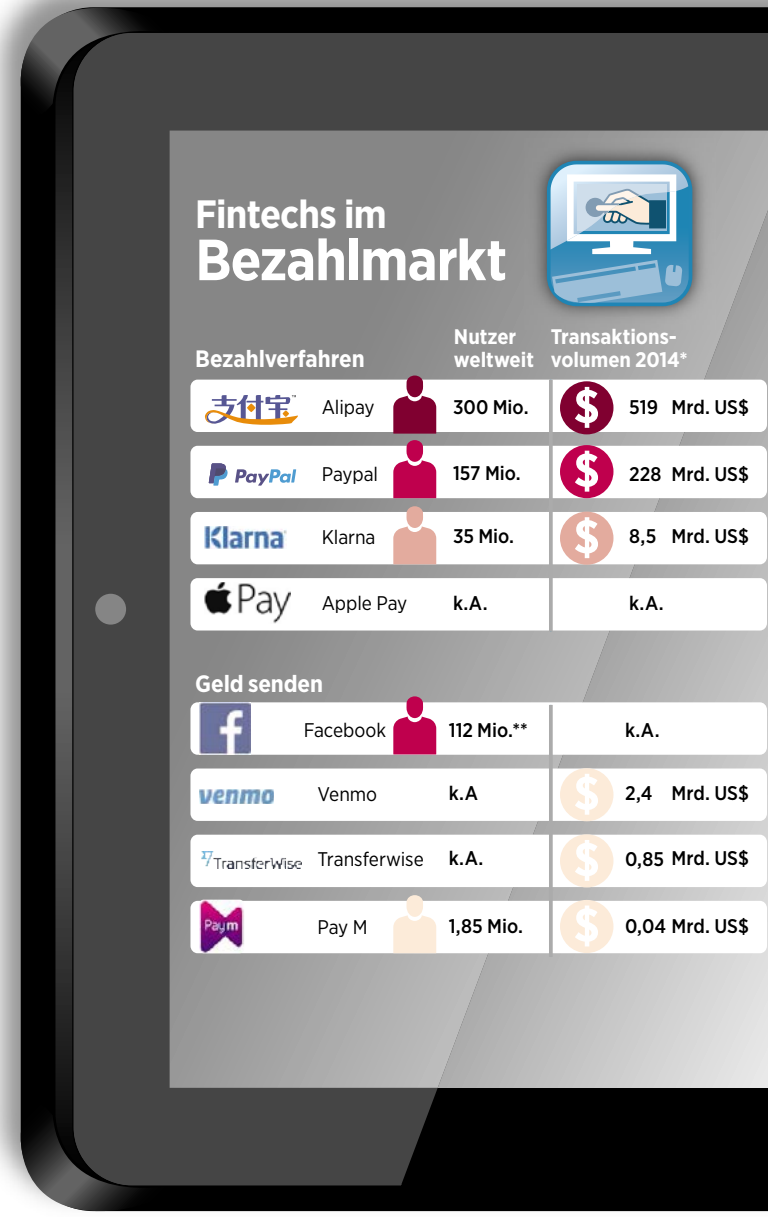 Fintechs im
Bezahlmarkt
Bezahlverfahren Nutzer weltweit Transaktions-volumen 2014*
支付宝™ Alipay 300 Mio. $ 519 Mrd. US$
P PayPal Paypal 157 Mio. $ 228 Mrd. US$
Klarna Klarna 35 Mio. $ 8,5 Mrd. US$
Pay Apple Pay k.A. k.A.
Geld senden
f Facebook 112 Mio.** k.A.
venmo Venmo k.A $ 2,4 Mrd. US$
TransferWise Transferwise k.A. $ 0,85 Mrd. US$
Paym Pay M 1,85 Mio. $ 0,04 Mrd. US$